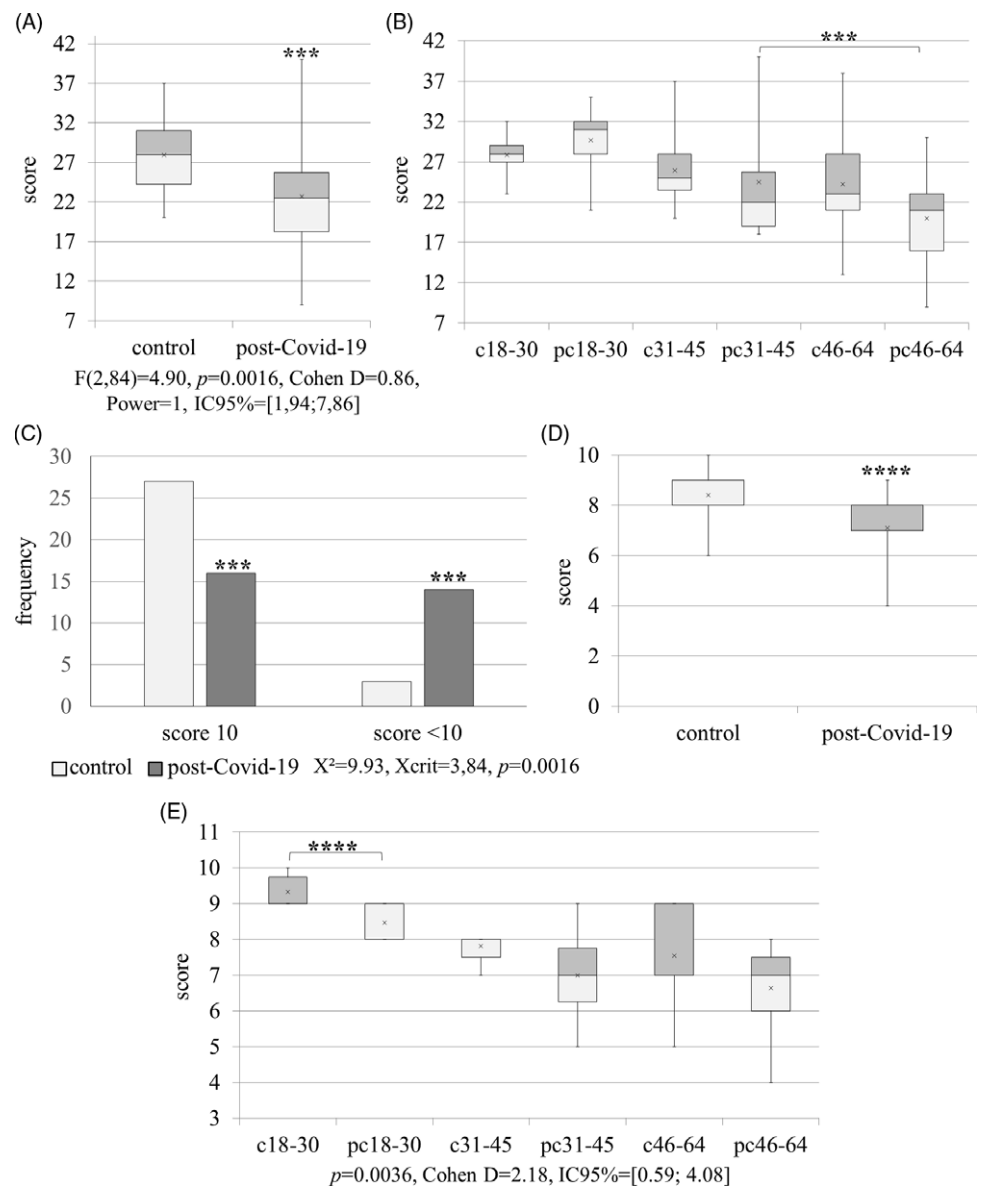 (A)
42
37
32
27
22
17
12
7
score
***
control post-Covid-19
F(2,84)=4.90, p=0.0016, Cohen D=0.86,
Power=1, IC95%=[1,94;7,86]
(B)
42
37
32
27
22
17
12
7
score
***
c18-30 pc18-30 c31-45 pc31-45 c46-64 pc46-64
(C)
30
25
20
15
10
5
0
frequency
***
***
score 10 score <10
control post-Covid-19 X²=9.93, Xcrit=3,84, p=0.0016
(D)
10
8
6
4
2
0
score
****
control post-Covid-19
(E)
11
10
9
8
7
6
5
4
3
score
****
c18-30 pc18-30 c31-45 pc31-45 c46-64 pc46-64
p=0.0036, Cohen D=2.18, IC95%=[0.59; 4.08]